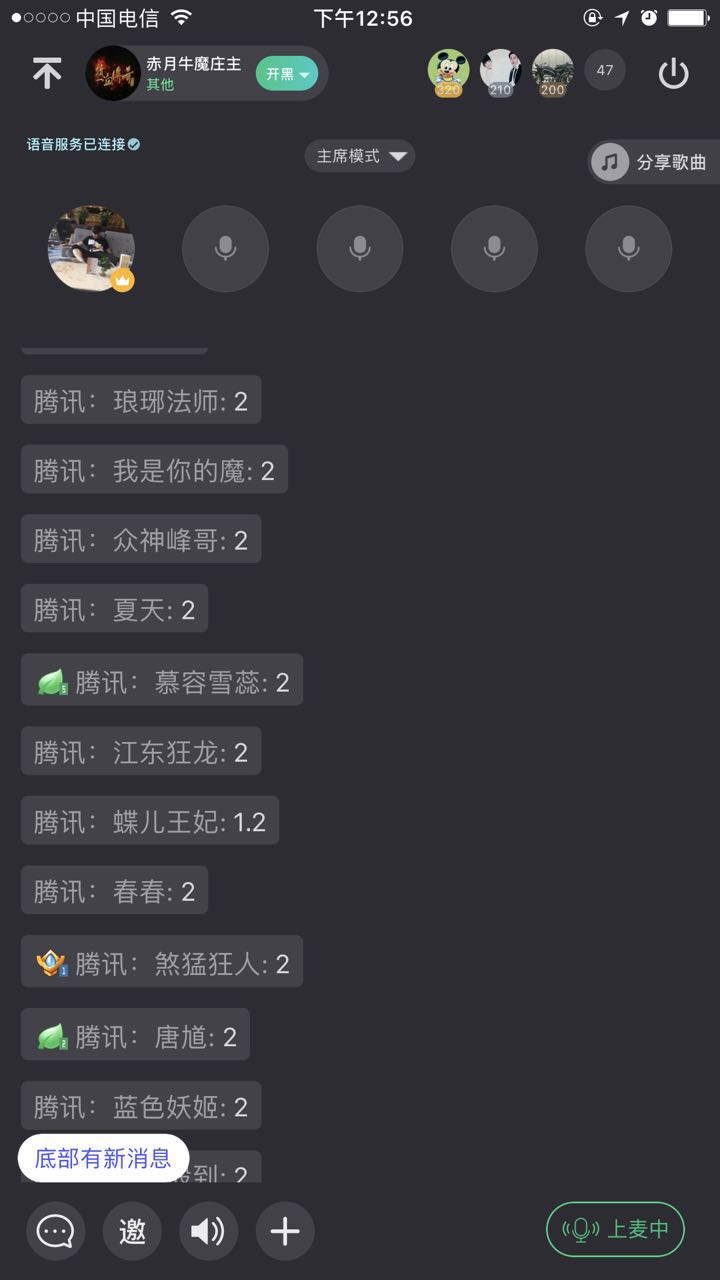 中国电信
下午12:56
赤月牛魔庄主
其他
开黑
320
210
200
47
语音服务已连接
主席模式
分享歌曲
腾讯：琅琊法师: 2
腾讯：我是你的魔: 2
腾讯：众神峰哥: 2
腾讯：夏天: 2
5 腾讯：慕容雪蕊: 2
腾讯：江东狂龙: 2
腾讯：蝶儿王妃: 1.2
腾讯：春春: 2
1 腾讯：煞猛狂人: 2
2 腾讯：唐馗: 2
腾讯：蓝色妖姬: 2
到: 2
底部有新消息
邀
上麦中